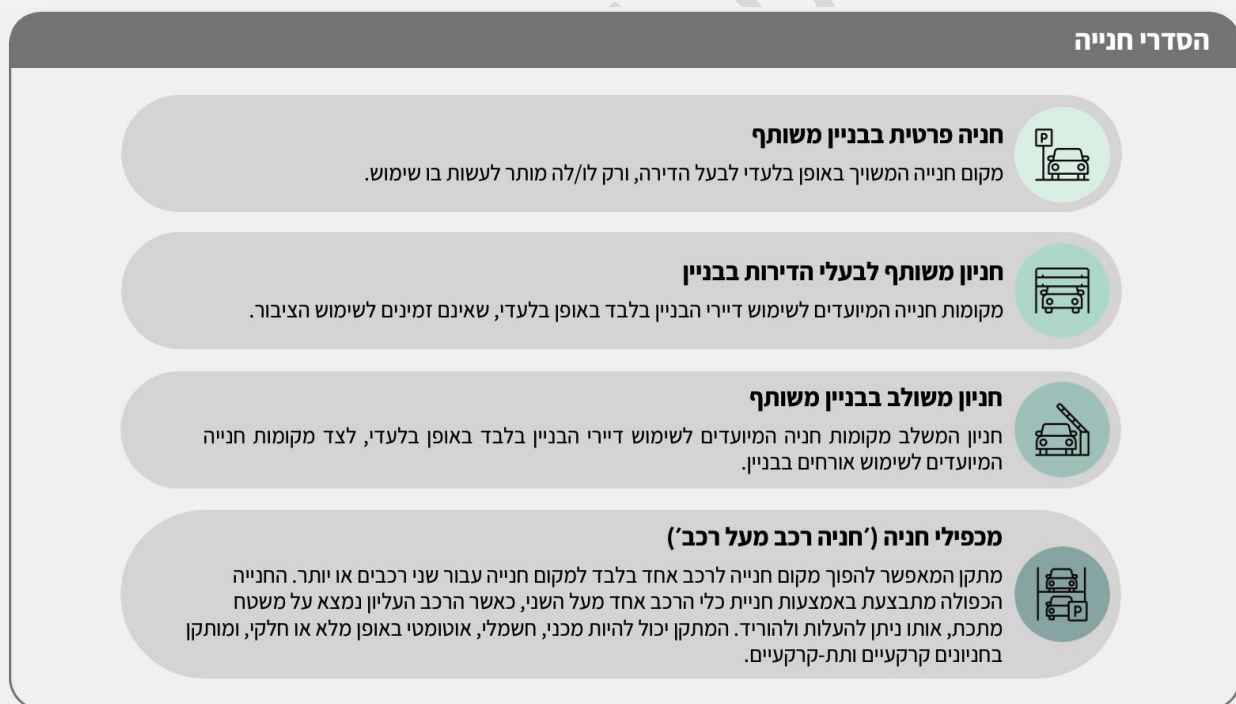 הסדרי חנייה
חניה פרטית בבניין משותף
מקום חנייה המשויך באופן בלעדי לבעל הדירה, ורק לו/לה מותר לעשות בו שימוש.
חניון משותף לבעלי הדירות בבניין
מקומות חנייה המיועדים לשימוש דיירי הבניין בלבד באופן בלעדי, שאינם זמינים לשימוש הציבור.
חניון משולב בבניין משותף
חניון המשלב מקומות חניה המיועדים לשימוש דיירי הבניין בלבד באופן בלעדי, לצד מקומות חנייה
המיועדים לשימוש אורחים בבניין.
מכפילי חניה (׳חניה רכב מעל רכב׳)
מתקן המאפשר להפוך מקום חנייה לרכב אחד בלבד למקום חנייה עבור שני רכבים או יותר. החנייה
הכפולה מתבצעת באמצעות חניית כלי הרכב אחד מעל השני, כאשר הרכב העליון נמצא על משטח
מתכת, אותו ניתן להעלות ולהוריד. המתקן יכול להיות מכני, חשמלי, אוטומטי באופן מלא או חלקי, ומותקן
בחניונים קרקעיים ותת-קרקעיים.
P
P